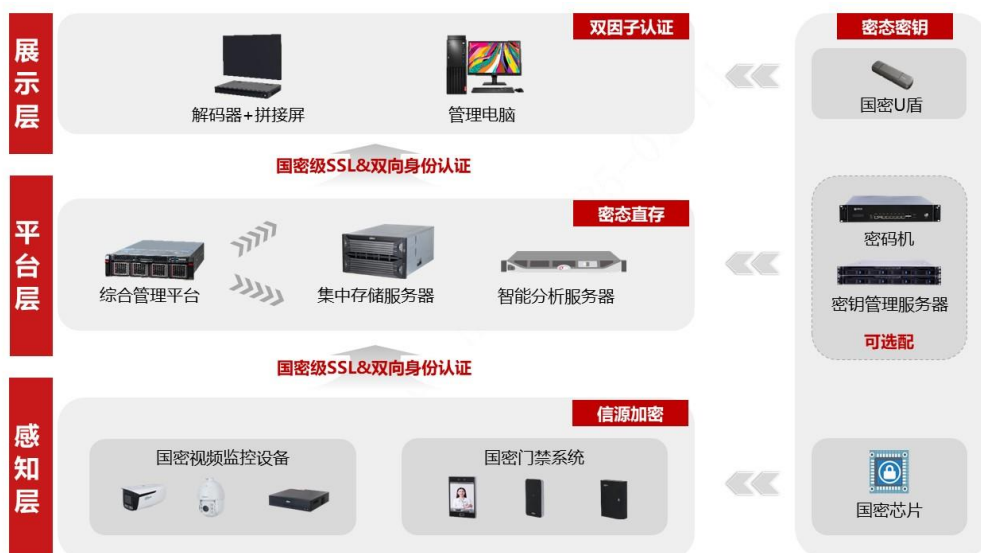 展示层
双因子认证
解码器+拼接屏
管理电脑
国密级SSL&双向身份认证
平台层
密态直存
综合管理平台
集中存储服务器
智能分析服务器
国密级SSL&双向身份认证
感知层
信源加密
国密视频监控设备
国密门禁系统
密态密钥
国密U盾
密码机
密钥管理服务器
可选配
国密芯片